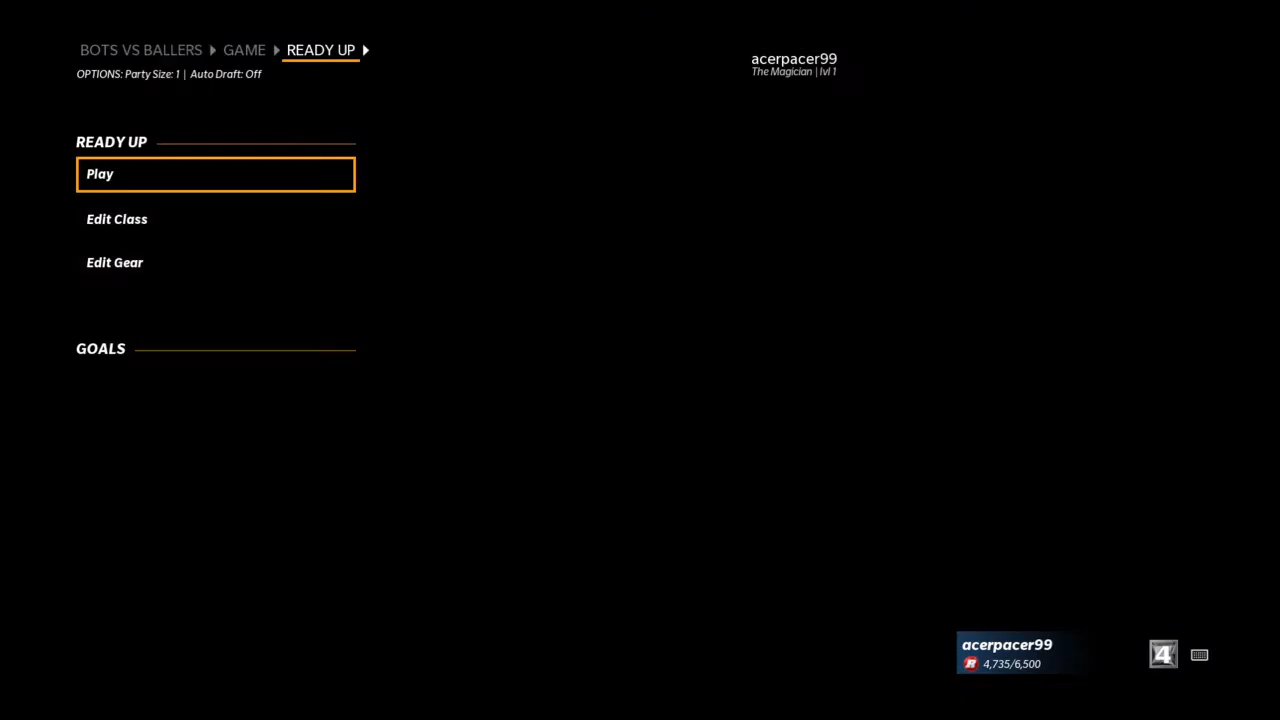 BOTS VS BALLERS GAME READY UP
OPTIONS: Party Size: 1 | Auto Draft: Off
acerpacer99
The Magician | lvl 1
READY UP
Play
Edit Class
Edit Gear
GOALS
acerpacer99
R 4,735/6,500
4